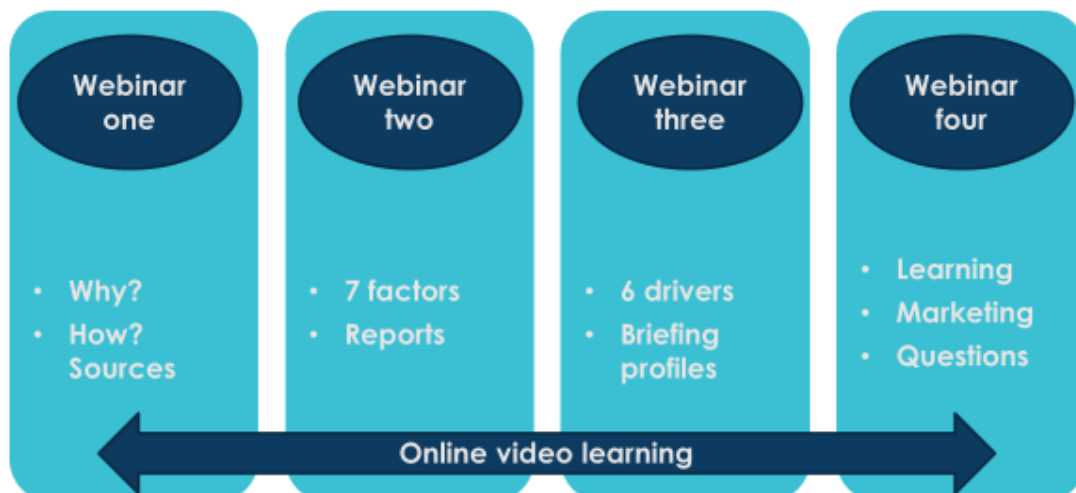 Webinar
one
• Why?
• How?
Sources
Webinar
two
• 7 factors
• Reports
Webinar
three
• 6 drivers
• Briefing
profiles
Webinar
four
• Learning
• Marketing
• Questions
Online video learning